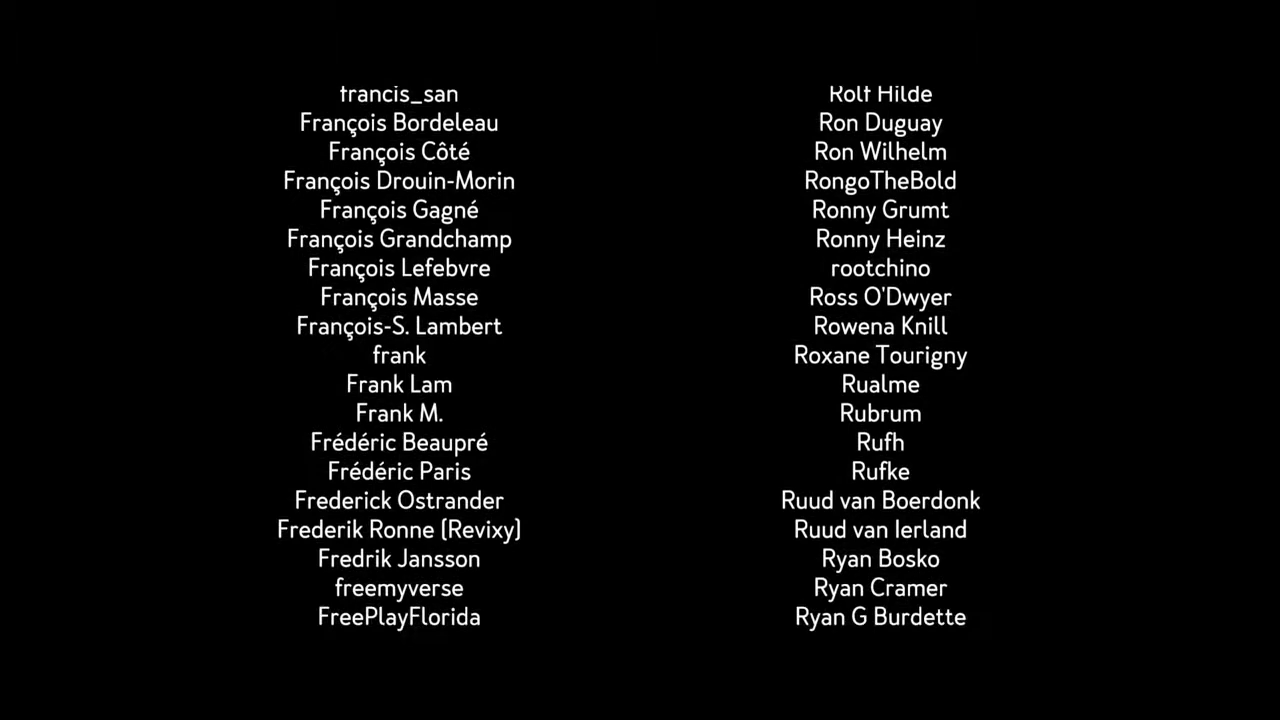 francis_san
François Bordeleau
François Côté
François Drouin-Morin
François Gagné
François Grandchamp
François Lefebvre
François Masse
François-S. Lambert
frank
Frank Lam
Frank M.
Frédéric Beaupré
Frédéric Paris
Frederick Ostrander
Frederik Ronne (Revixy)
Fredrik Jansson
freemyverse
FreePlayFlorida
Rolf Hilde
Ron Duguay
Ron Wilhelm
RongoTheBold
Ronny Grumt
Ronny Heinz
rootchino
Ross O'Dwyer
Rowena Knill
Roxane Tourigny
Rualme
Rubrum
Rufh
Rufke
Ruud van Boerdonk
Ruud van Ierland
Ryan Bosko
Ryan Cramer
Ryan G Burdette